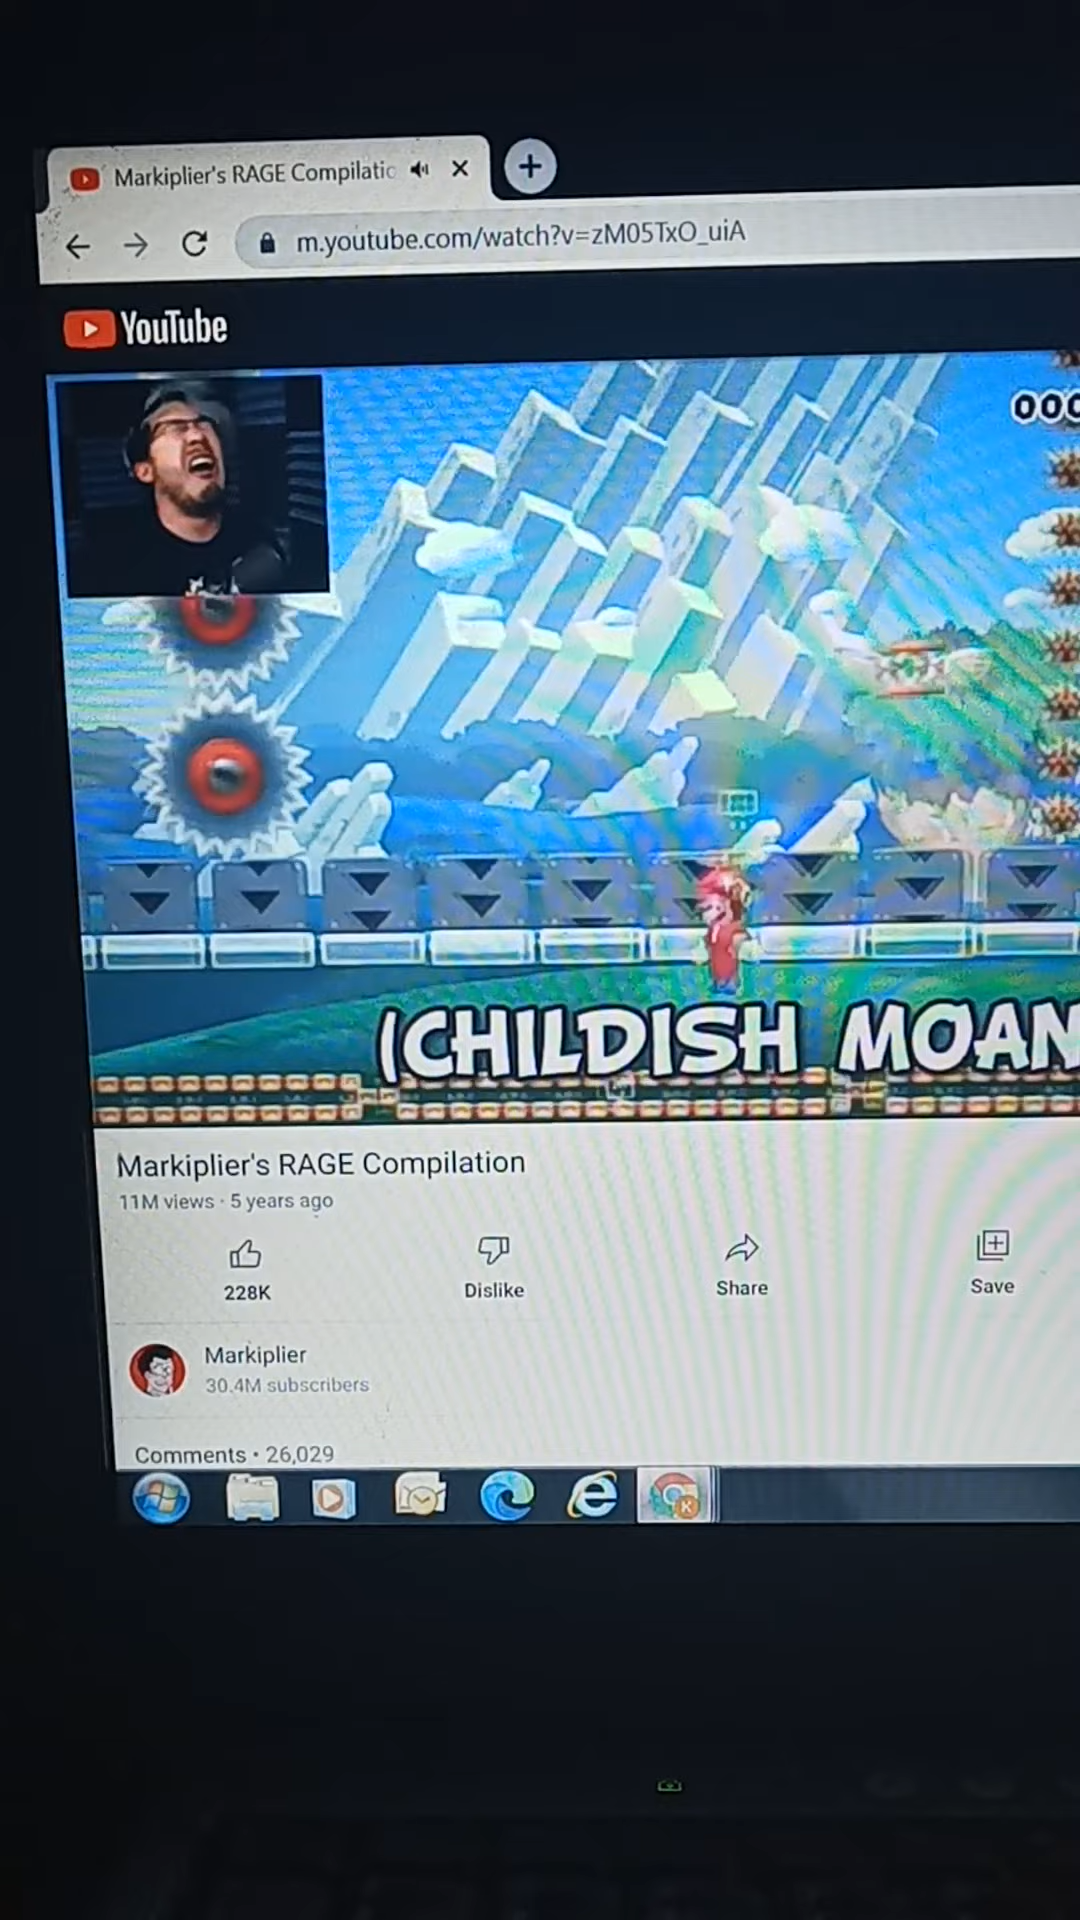 Markiplier's RAGE Compilatic
m.youtube.com/watch?v=zM05TxO_uiA
YouTube
000
(CHILDISH MOAN
Markiplier's RAGE Compilation
11M views · 5 years ago
228K
Dislike
Share
Save
Markiplier
30.4M subscribers
Comments • 26,029